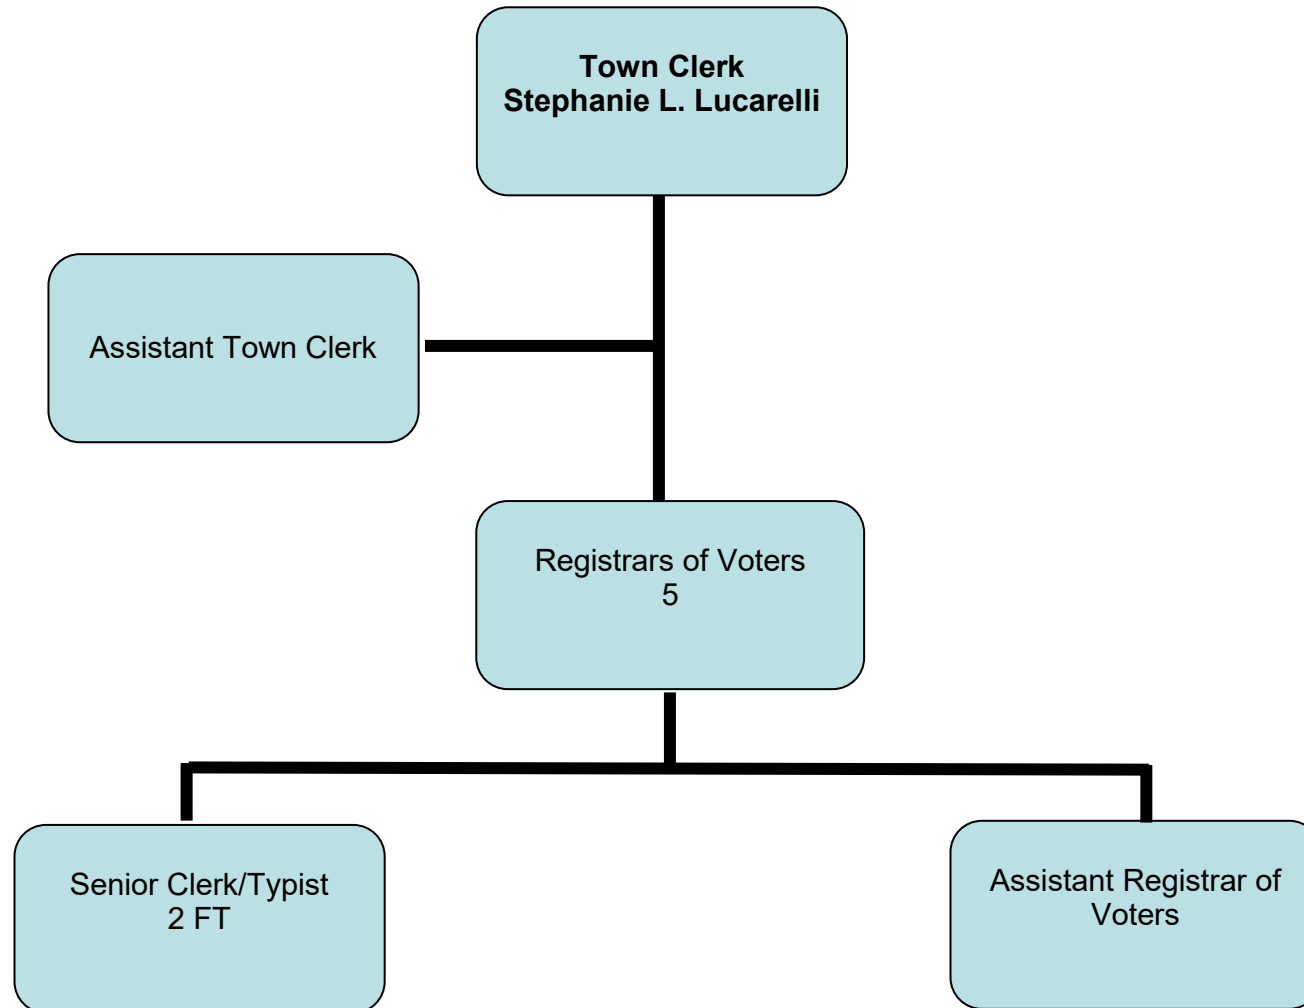 Town Clerk
Stephanie L. Lucarelli
Assistant Town Clerk
Registrars of Voters
5
Senior Clerk/Typist
2 FT
Assistant Registrar of
Voters